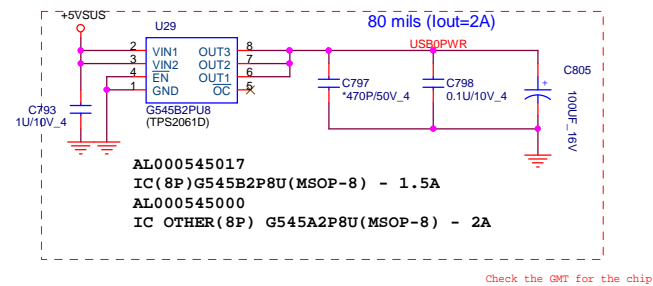 +5VSUS
U29
80 mils (Iout=2A)
USB0PWR
2 VIN1 OUT3 8
3 VIN2 OUT2 7
4 EN OUT1 6
1 GND OC 5
G545B2PU8
(TPS2061D)
C793
1U/10V_4
C797
*470P/50V_4
C798
0.1U/10V_4
C805
+
100UF_16V
AL000545017
IC(8P)G545B2P8U(MSOP-8) - 1.5A
AL000545000
IC OTHER(8P) G545A2P8U(MSOP-8) - 2A
Check the GMT for the chip